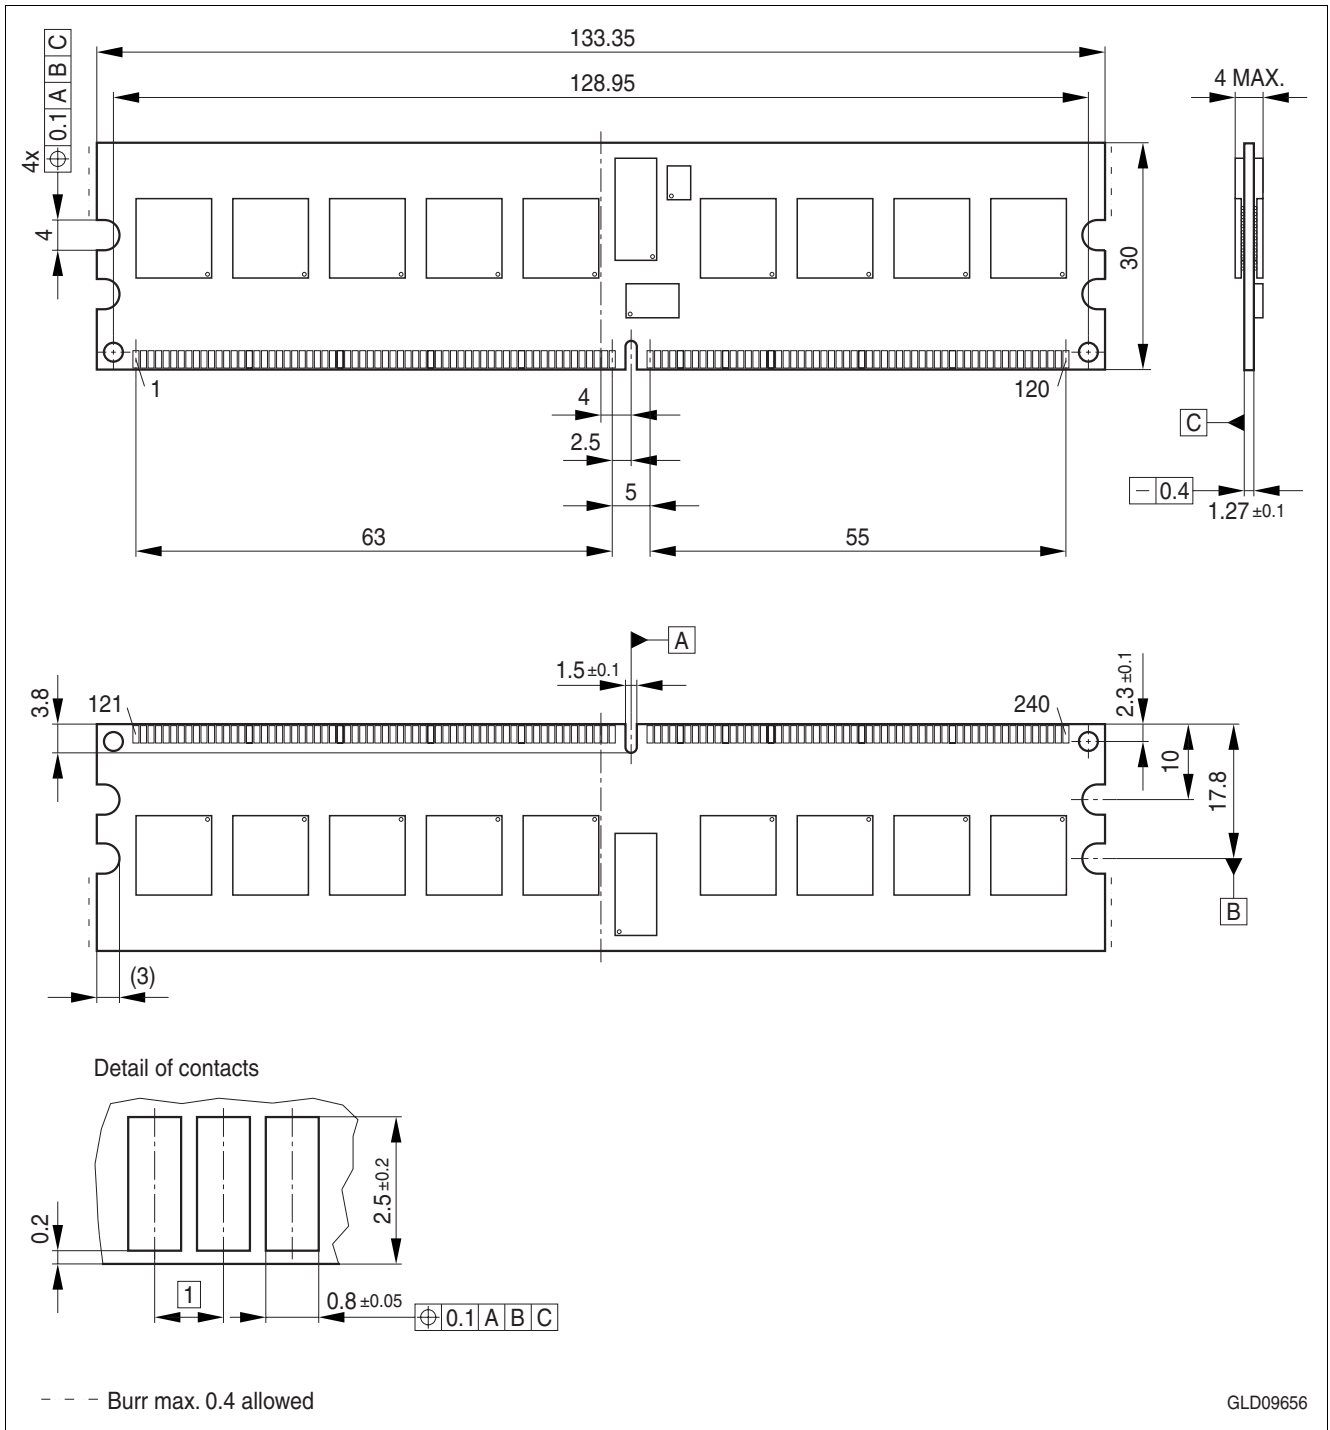 133.35
128.95
4 MAX.
4x
⌖ 0.1 A B C
4
30
1
120
4
2.5
5
63
55
C
— 0.4
1.27 ±0.1
A
1.5 ±0.1
3.8
121
240
2.3 ±0.1
10
17.8
B
(3)
Detail of contacts
0.2
2.5 ±0.2
1
0.8 ±0.05
⌖ 0.1 A B C
- - - Burr max. 0.4 allowed
GLD09656